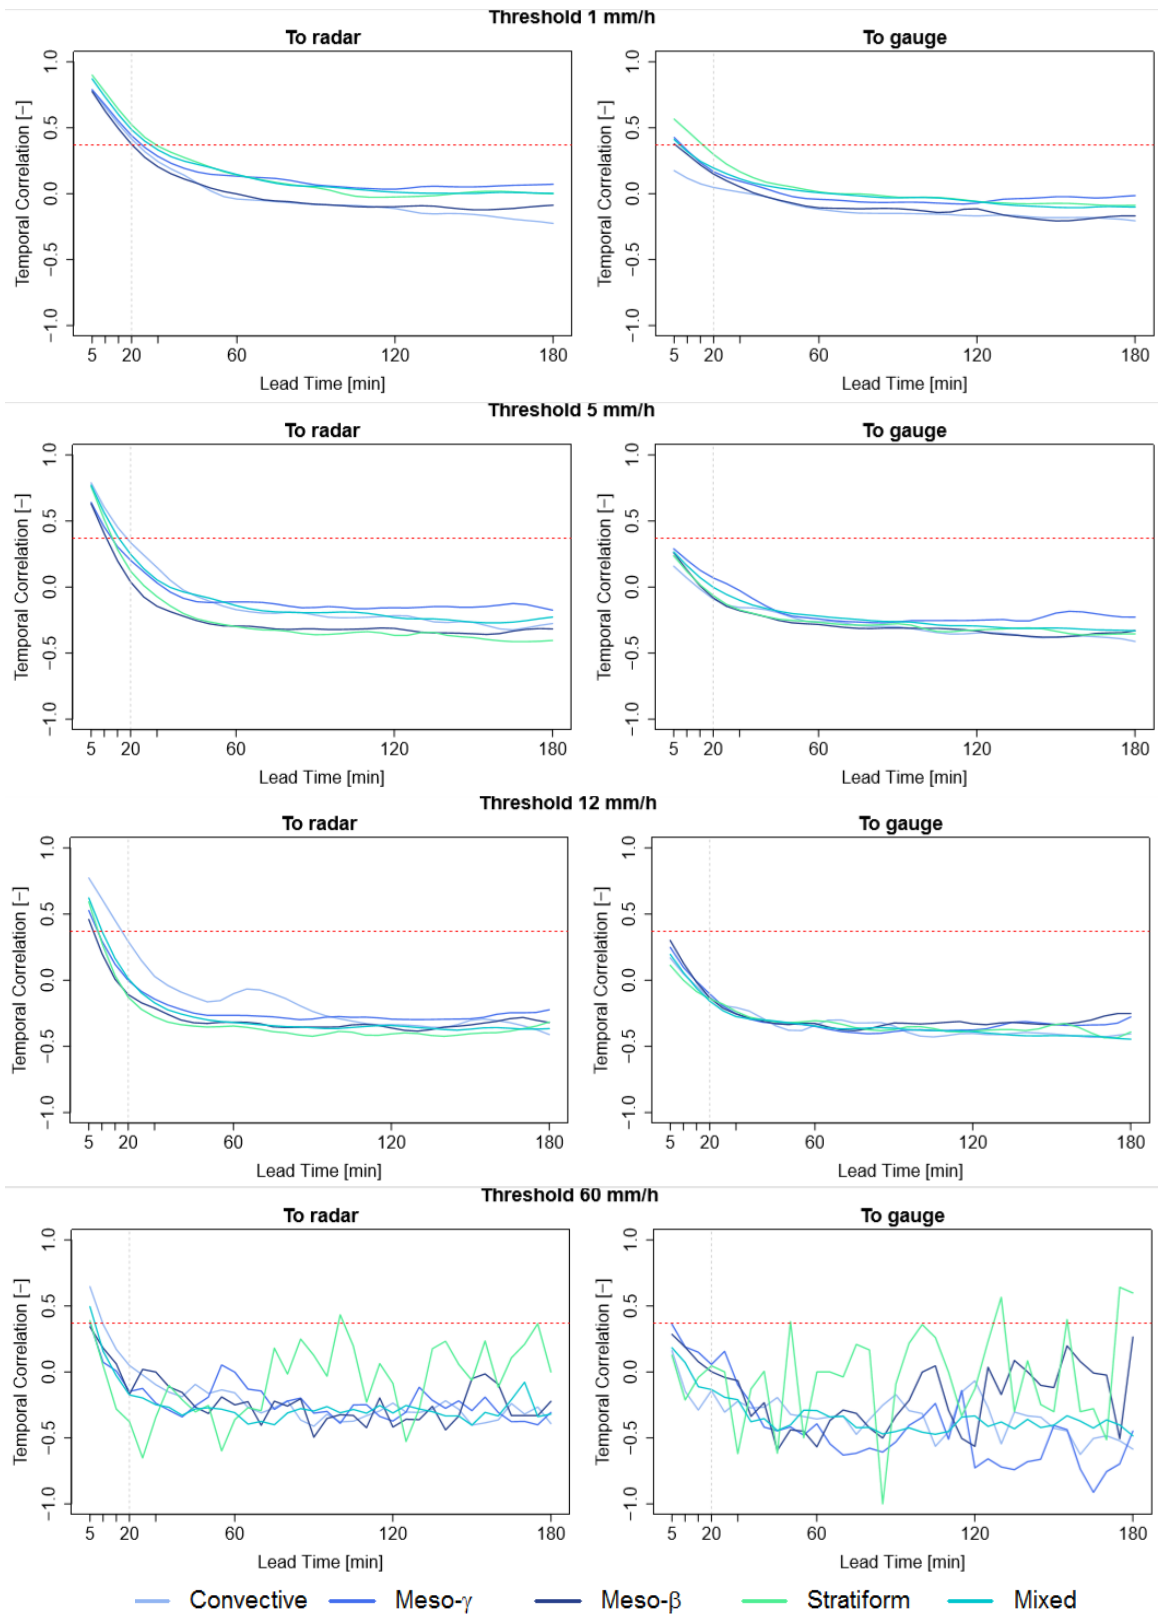 Threshold 1 mm/h
To radar
To gauge
Temporal Correlation [−]
1.0
0.5
0.0
−0.5
−1.0
5 20 60 120 180
Lead Time [min]
Temporal Correlation [−]
1.0
0.5
0.0
−0.5
−1.0
5 20 60 120 180
Lead Time [min]
Threshold 5 mm/h
To radar
To gauge
Temporal Correlation [−]
1.0
0.5
0.0
−0.5
−1.0
5 20 60 120 180
Lead Time [min]
Temporal Correlation [−]
1.0
0.5
0.0
−0.5
−1.0
5 20 60 120 180
Lead Time [min]
Threshold 12 mm/h
To radar
To gauge
Temporal Correlation [−]
1.0
0.5
0.0
−0.5
−1.0
5 20 60 120 180
Lead Time [min]
Temporal Correlation [−]
1.0
0.5
0.0
−0.5
−1.0
5 20 60 120 180
Lead Time [min]
Threshold 60 mm/h
To radar
To gauge
Temporal Correlation [−]
1.0
0.5
0.0
−0.5
−1.0
5 20 60 120 180
Lead Time [min]
Temporal Correlation [−]
1.0
0.5
0.0
−0.5
−1.0
5 20 60 120 180
Lead Time [min]
Convective Meso-γ Meso-β Stratiform Mixed